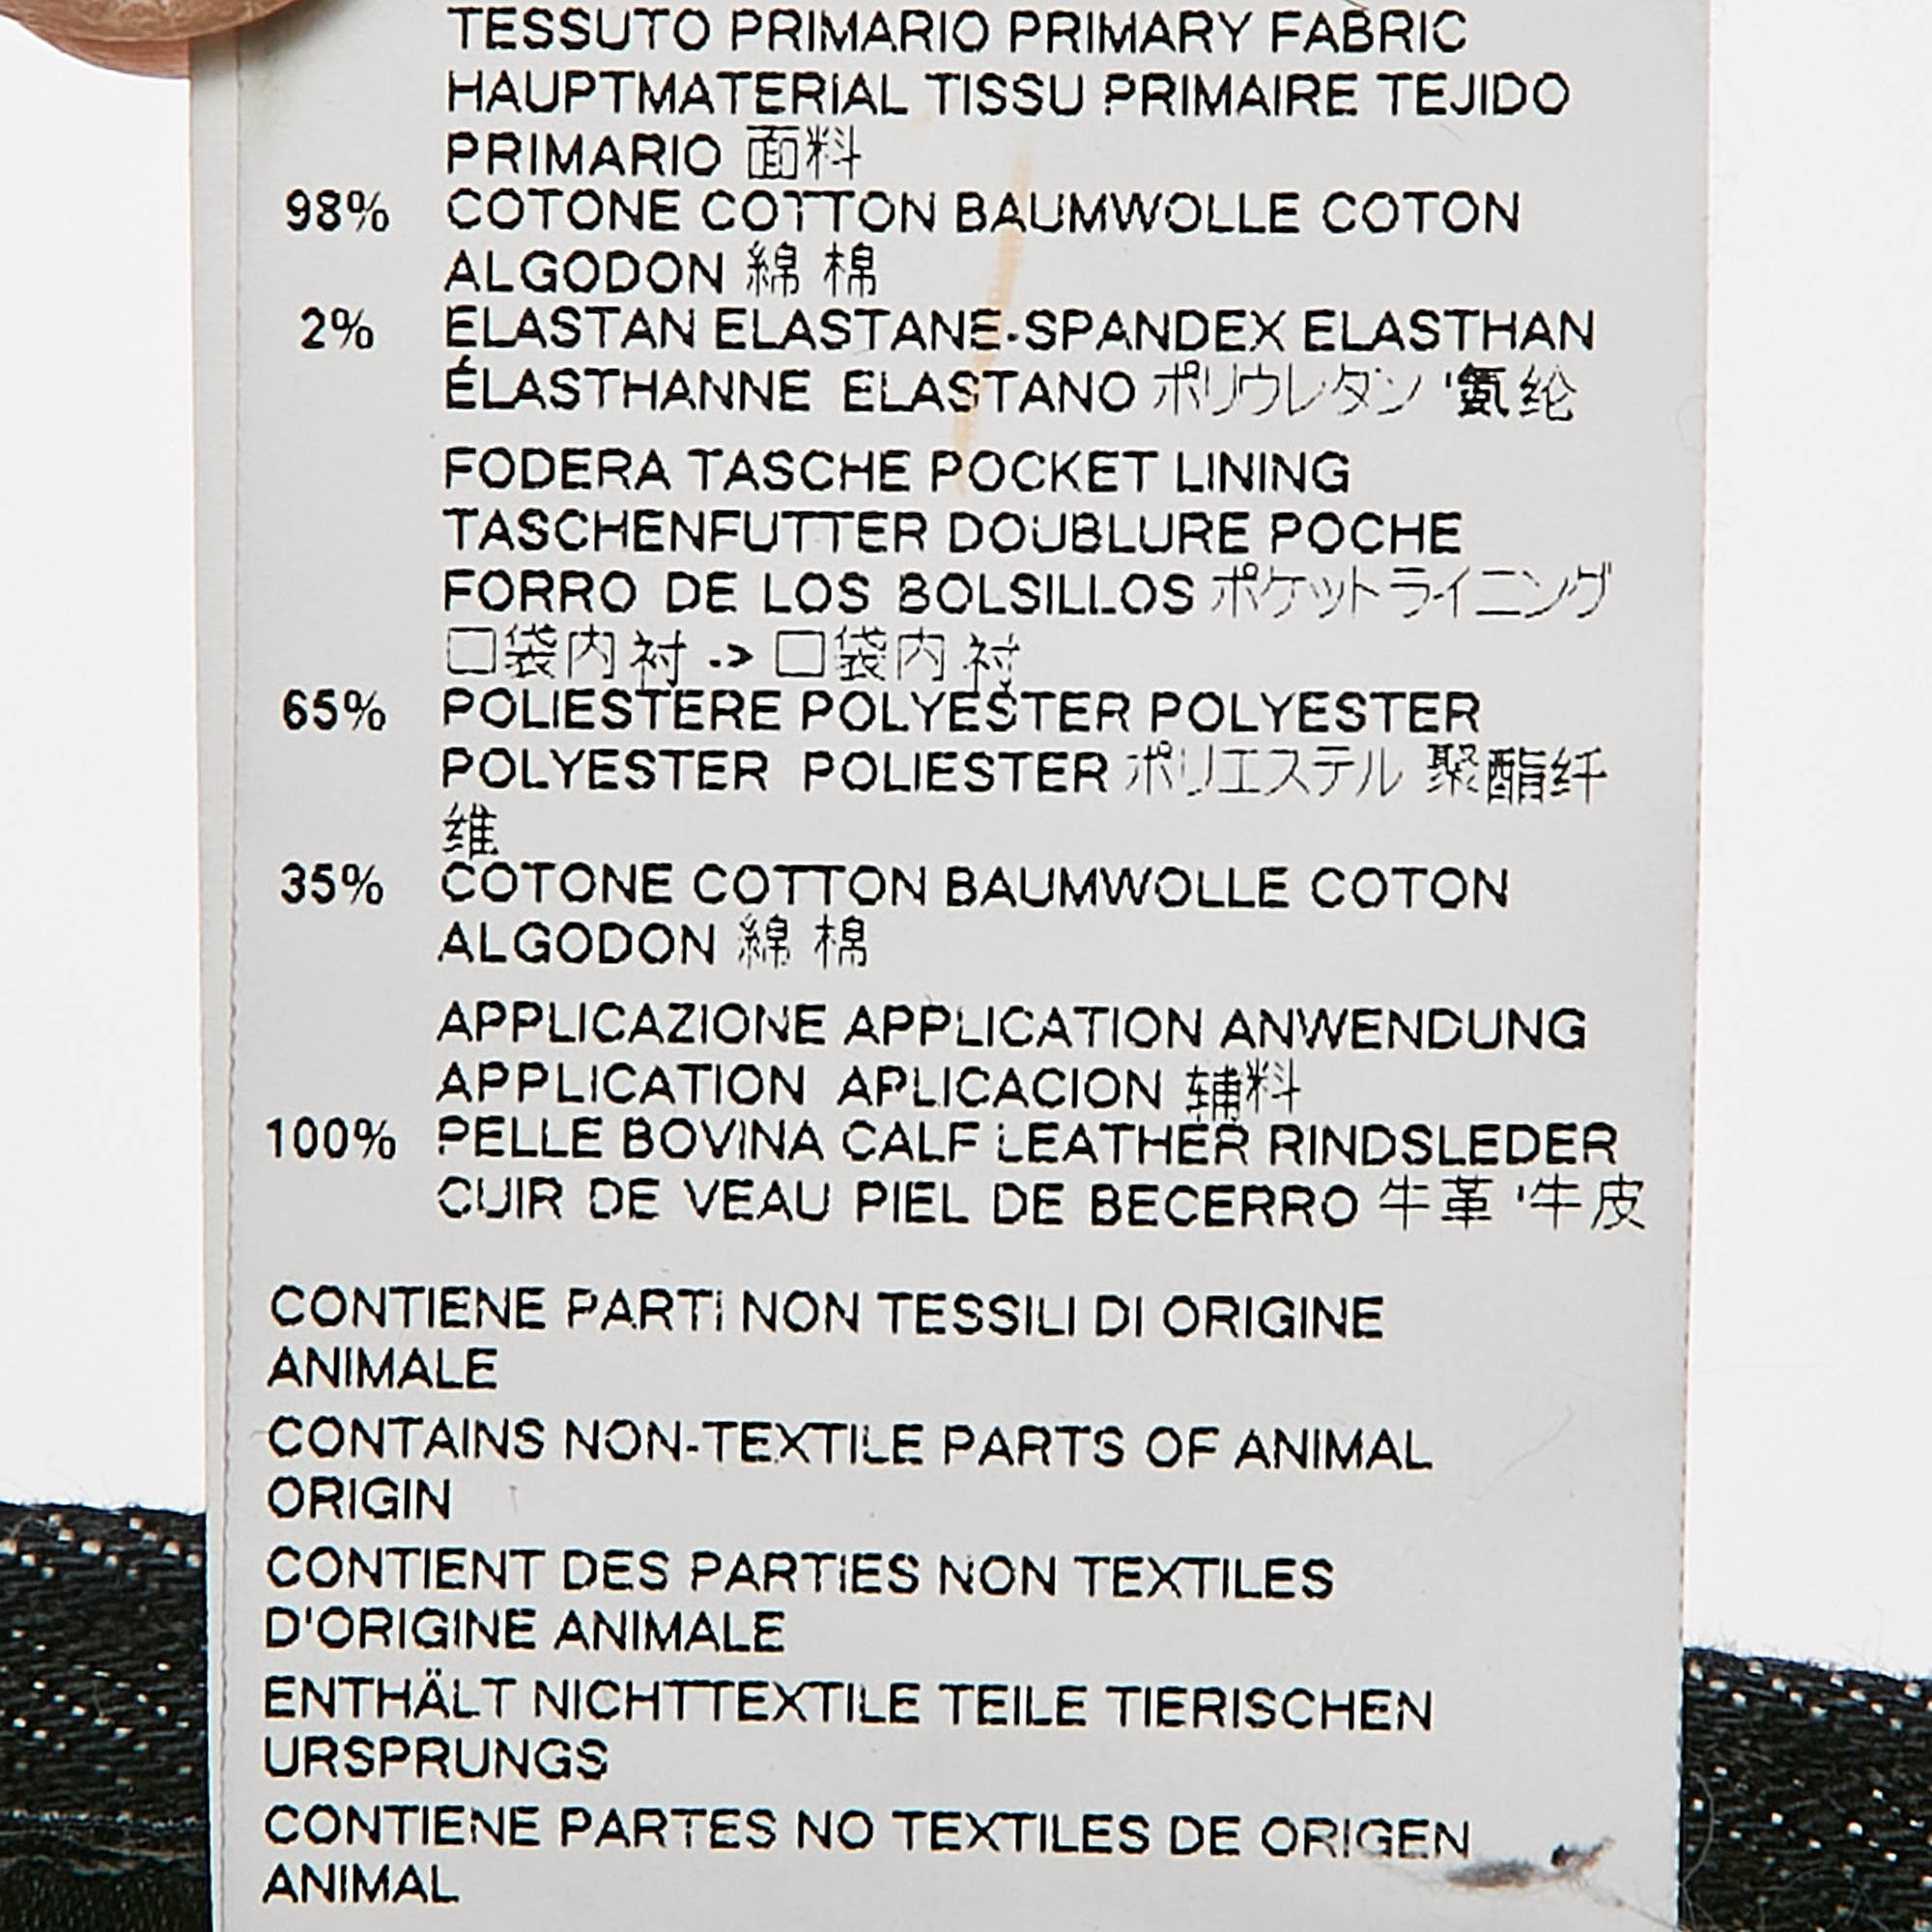 TESSUTO PRIMARIO PRIMARY FABRIC
HAUPTMATERIAL TISSU PRIMAIRE TEJIDO
PRIMARIO 面料
98% COTONE COTTON BAUMWOLLE COTON
ALGODON 綿 棉
2% ELASTAN ELASTANE-SPANDEX ELASTHAN
ÉLASTHANNE ELASTANO ポリウレタン '氨纶
FODERA TASCHE POCKET LINING
TASCHENFUTTER DOUBLURE POCHE
FORRO DE LOS BOLSILLOS ポケットライニング
口袋内衬 -> 口袋内衬
65% POLIESTERE POLYESTER POLYESTER
POLYESTER POLIESTER ポリエステル 聚酯纤
维
35% COTONE COTTON BAUMWOLLE COTON
ALGODON 綿 棉
APPLICAZIONE APPLICATION ANWENDUNG
APPLICATION APLICACION 辅料
100% PELLE BOVINA CALF LEATHER RINDSLEDER
CUIR DE VEAU PIEL DE BECERRO 牛革 '牛皮
CONTIENE PARTI NON TESSILI DI ORIGINE
ANIMALE
CONTAINS NON-TEXTILE PARTS OF ANIMAL
ORIGIN
CONTIENT DES PARTIES NON TEXTILES
D'ORIGINE ANIMALE
ENTHÄLT NICHTTEXTILE TEILE TIERISCHEN
URSPRUNGS
CONTIENE PARTES NO TEXTILES DE ORIGEN
ANIMAL